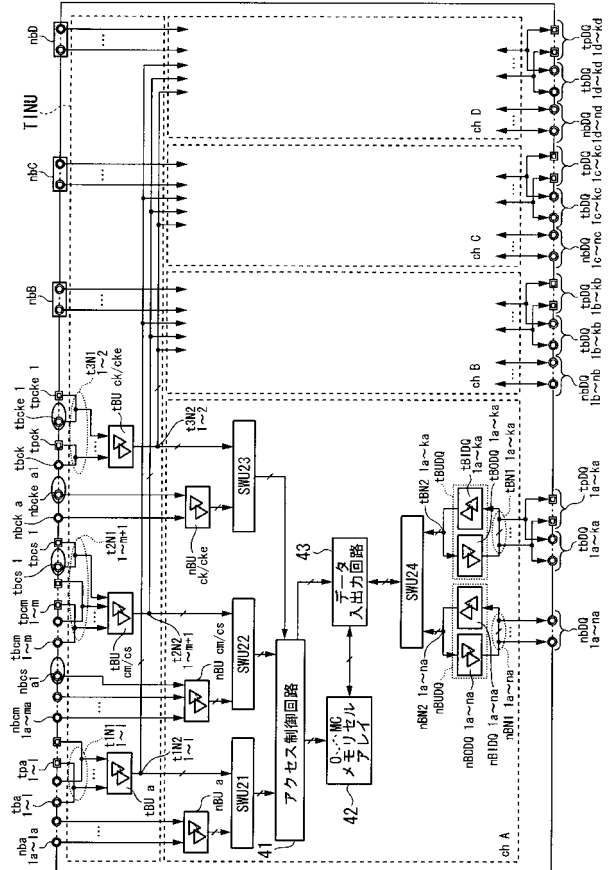 nbD
TINU
nbC
nbB
tbcke 1
tpcke 1
t3N1
1~2
tBU ck/cke
t3N2
1~2
tbck
tpck
nbcke a1
nbck a
nBU
ck/cke
SWU23
tbcs 1
tpcs 1
t2N1
1~m+1
tpcm
1~m
tbcm
1~m
tBU
cm/cs
t2N2
1~m+1
nbcs
a
nbcm
1a~ma
nBU
cm/cs
SWU22
tpa
1~l
tba
1~l
t1N1
1~l
tBU a
t1N2
1~l
nba
1a~la
nBU a
SWU21
アクセス制御回路
41
O…MC
メモリセル
アレイ
42
データ
入出力回路
43
SWU24
nBN2 1a~na
nBUDQ
nBODQ 1a~na
nBIDQ 1a~na
nBN1 1a~na
tBN2 1a~ka
tBUDQ
tBIDQ
1a~ka
tBODQ 1a~ka
tBN1 1a~ka
ch A
ch B
ch C
ch D
nbDQ
1a~na
tbDQ
1a~ka
tpDQ
1a~ka
nbDQ
1b~nb
tbDQ
1b~kb
tpDQ
1b~kb
nbDQ
1c~nc
tbDQ
1c~kc
tpDQ
1c~kc
nbDQ
1d~nd
tbDQ
1d~kd
tpDQ
1d~kd